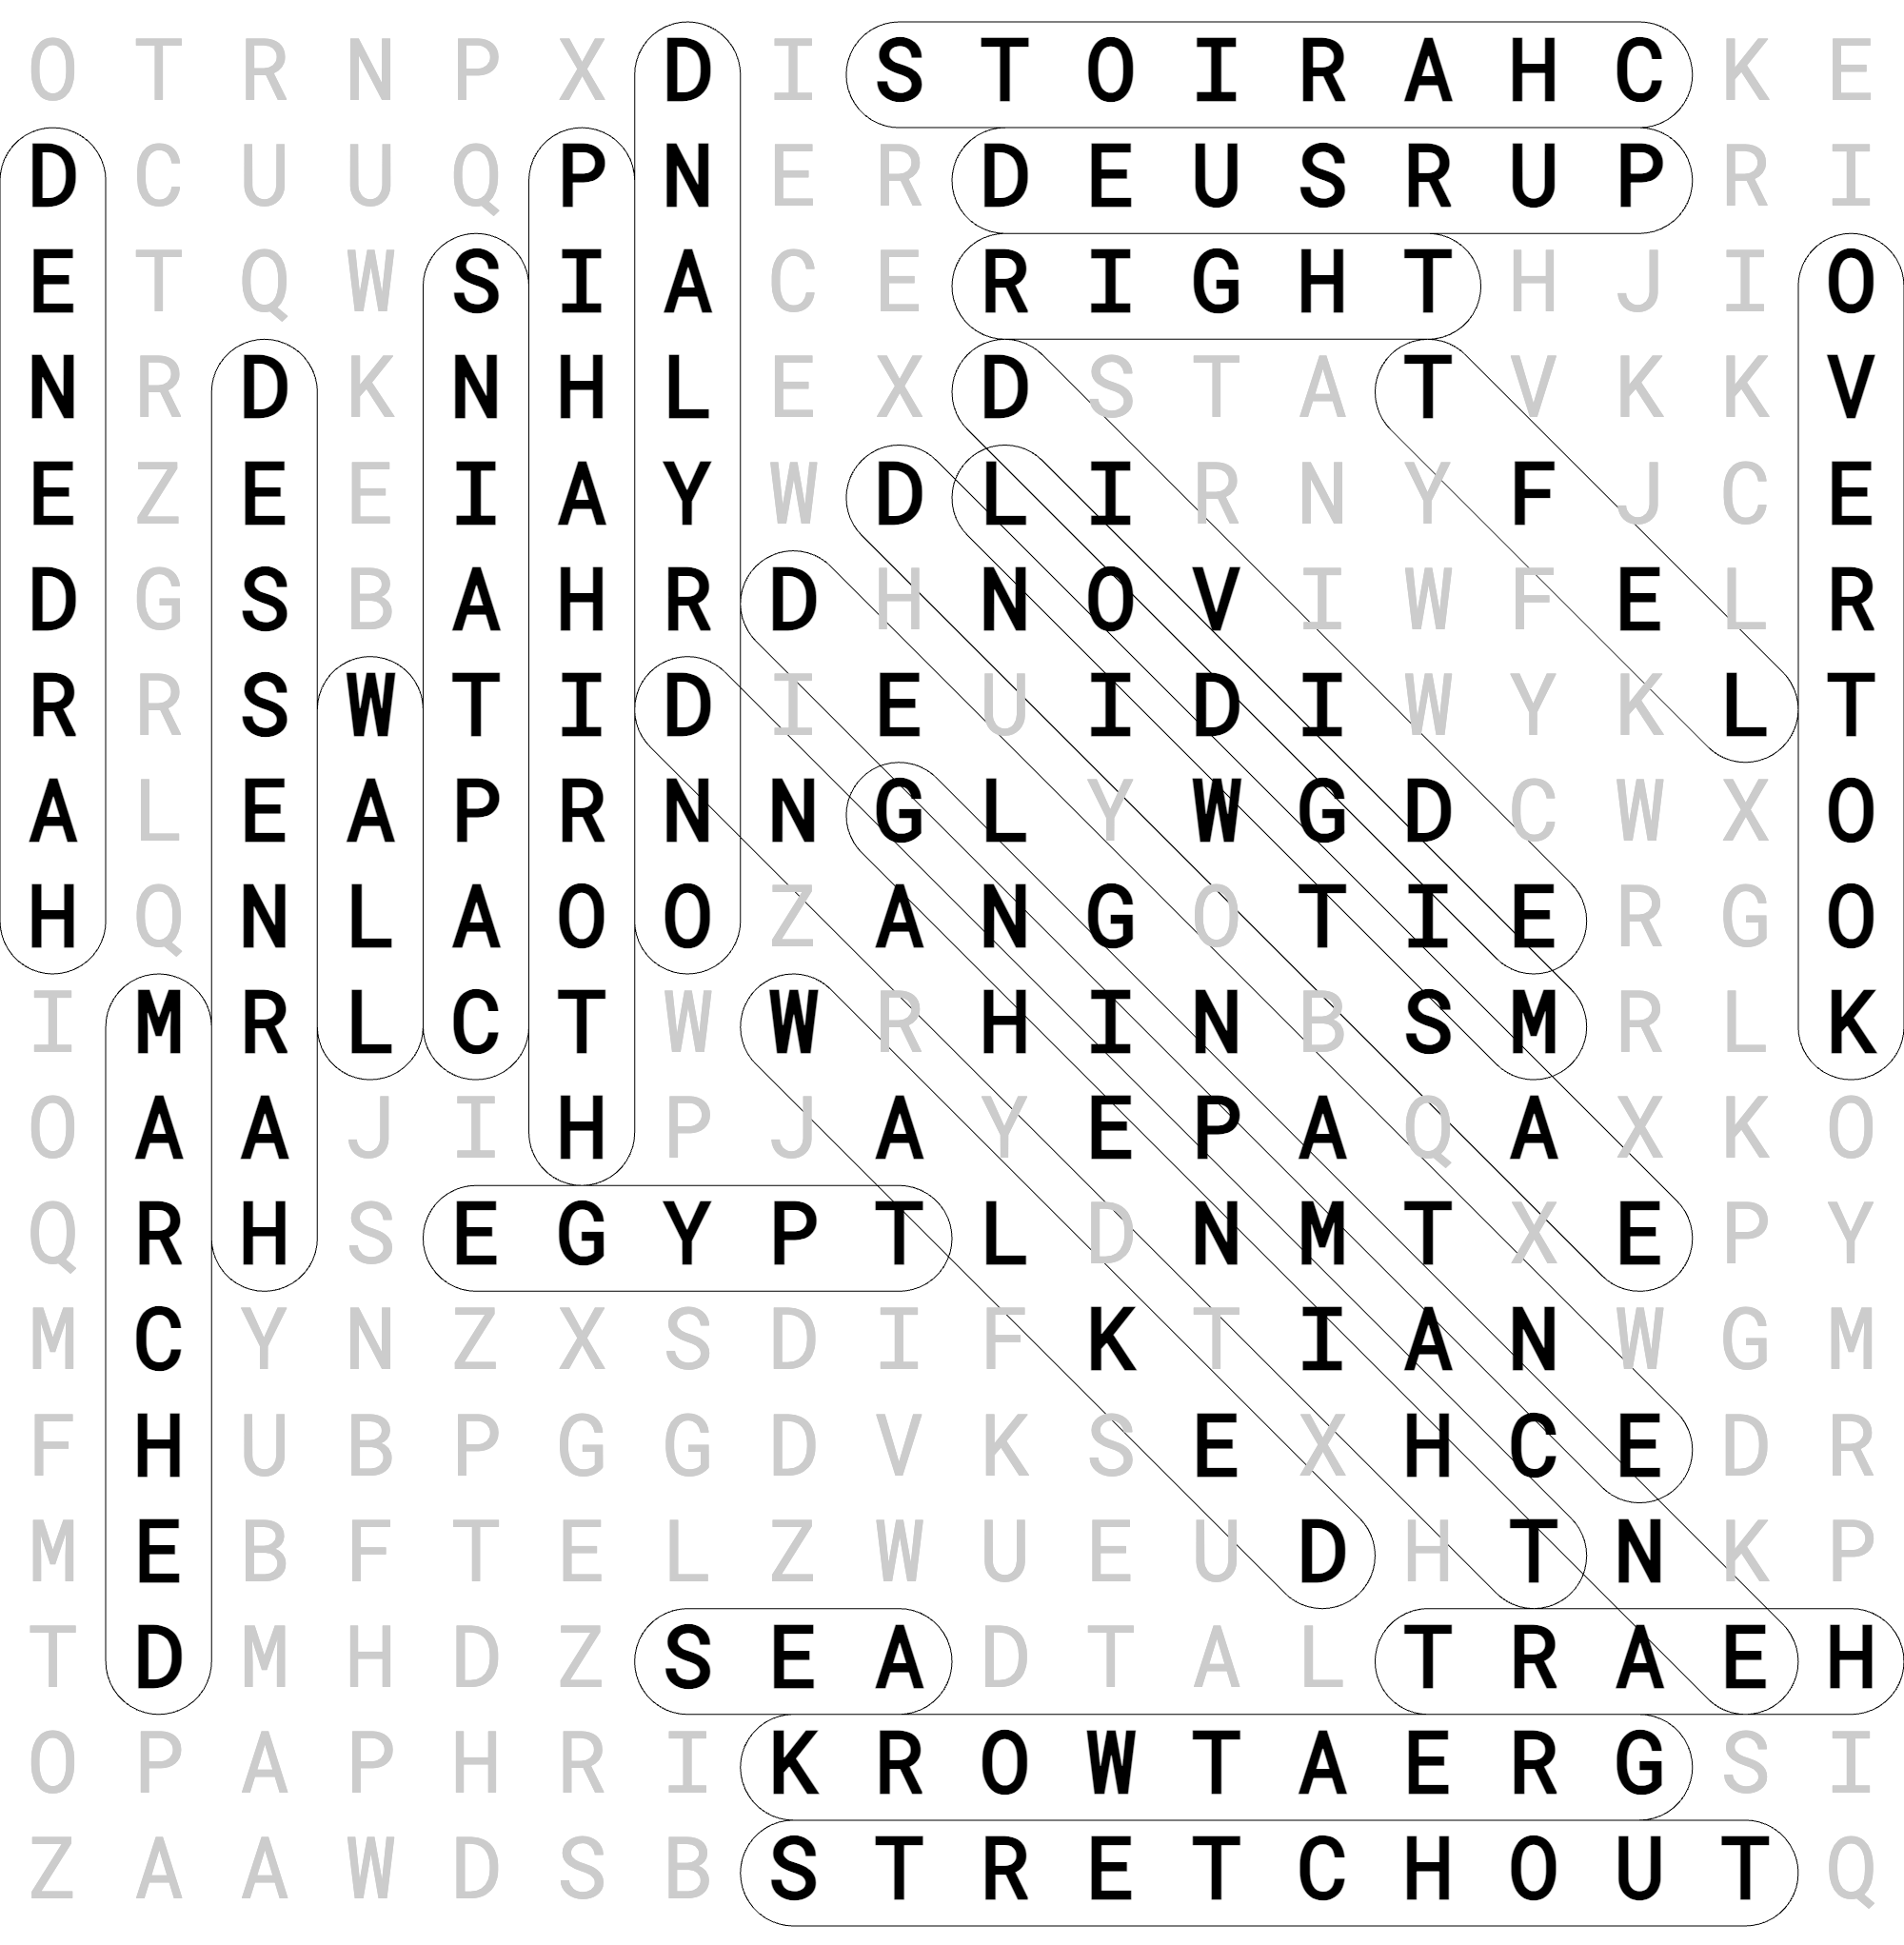 O T R N P X D I S T O I R A H C K E
D C U U Q P N E R D E U S R U P R I
E T Q W S I A C E R I G H T H J I O
N R D K N H L E X D S T A T V K K V
E Z E E I A Y W D L I R N Y F J C E
D G S B A H R D H N O V I W F E L R
R R S W T I D I E U I D I W Y K L T
A L E A P R N N G L Y W G D C W X O
H Q N L A O O Z A N G O T I E R G O
I M R L C T W W R H I N B S M R L K
O A A J I H P J A Y E P A Q A X K O
Q R H S E G Y P T L D N M T X E P Y
M C Y N Z X S D I F K T I A N W G M
F H U B P G G D V K S E X H C E D R
M E B F T E L Z W U E U D H T N K P
T D M H D Z S E A D T A L T R A E H
O P A P H R I K R O W T A E R G S I
Z A A W D S B S T R E T C H O U T Q